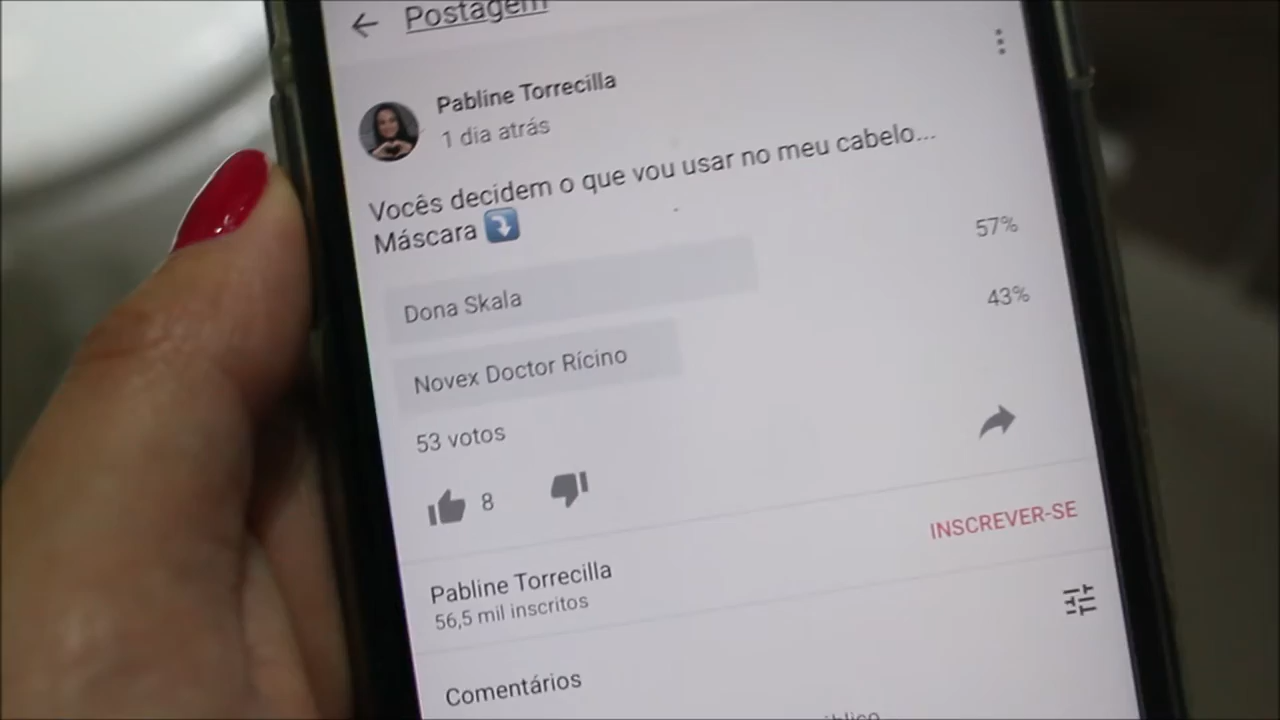 Postagem
Pabline Torrecilla
1 dia atrás
Vocês decidem o que vou usar no meu cabelo...
Máscara ⤵️
57%
Dona Skala
43%
Novex Doctor Rícino
53 votos
8
INSCREVER-SE
Pabline Torrecilla
56,5 mil inscritos
Comentários